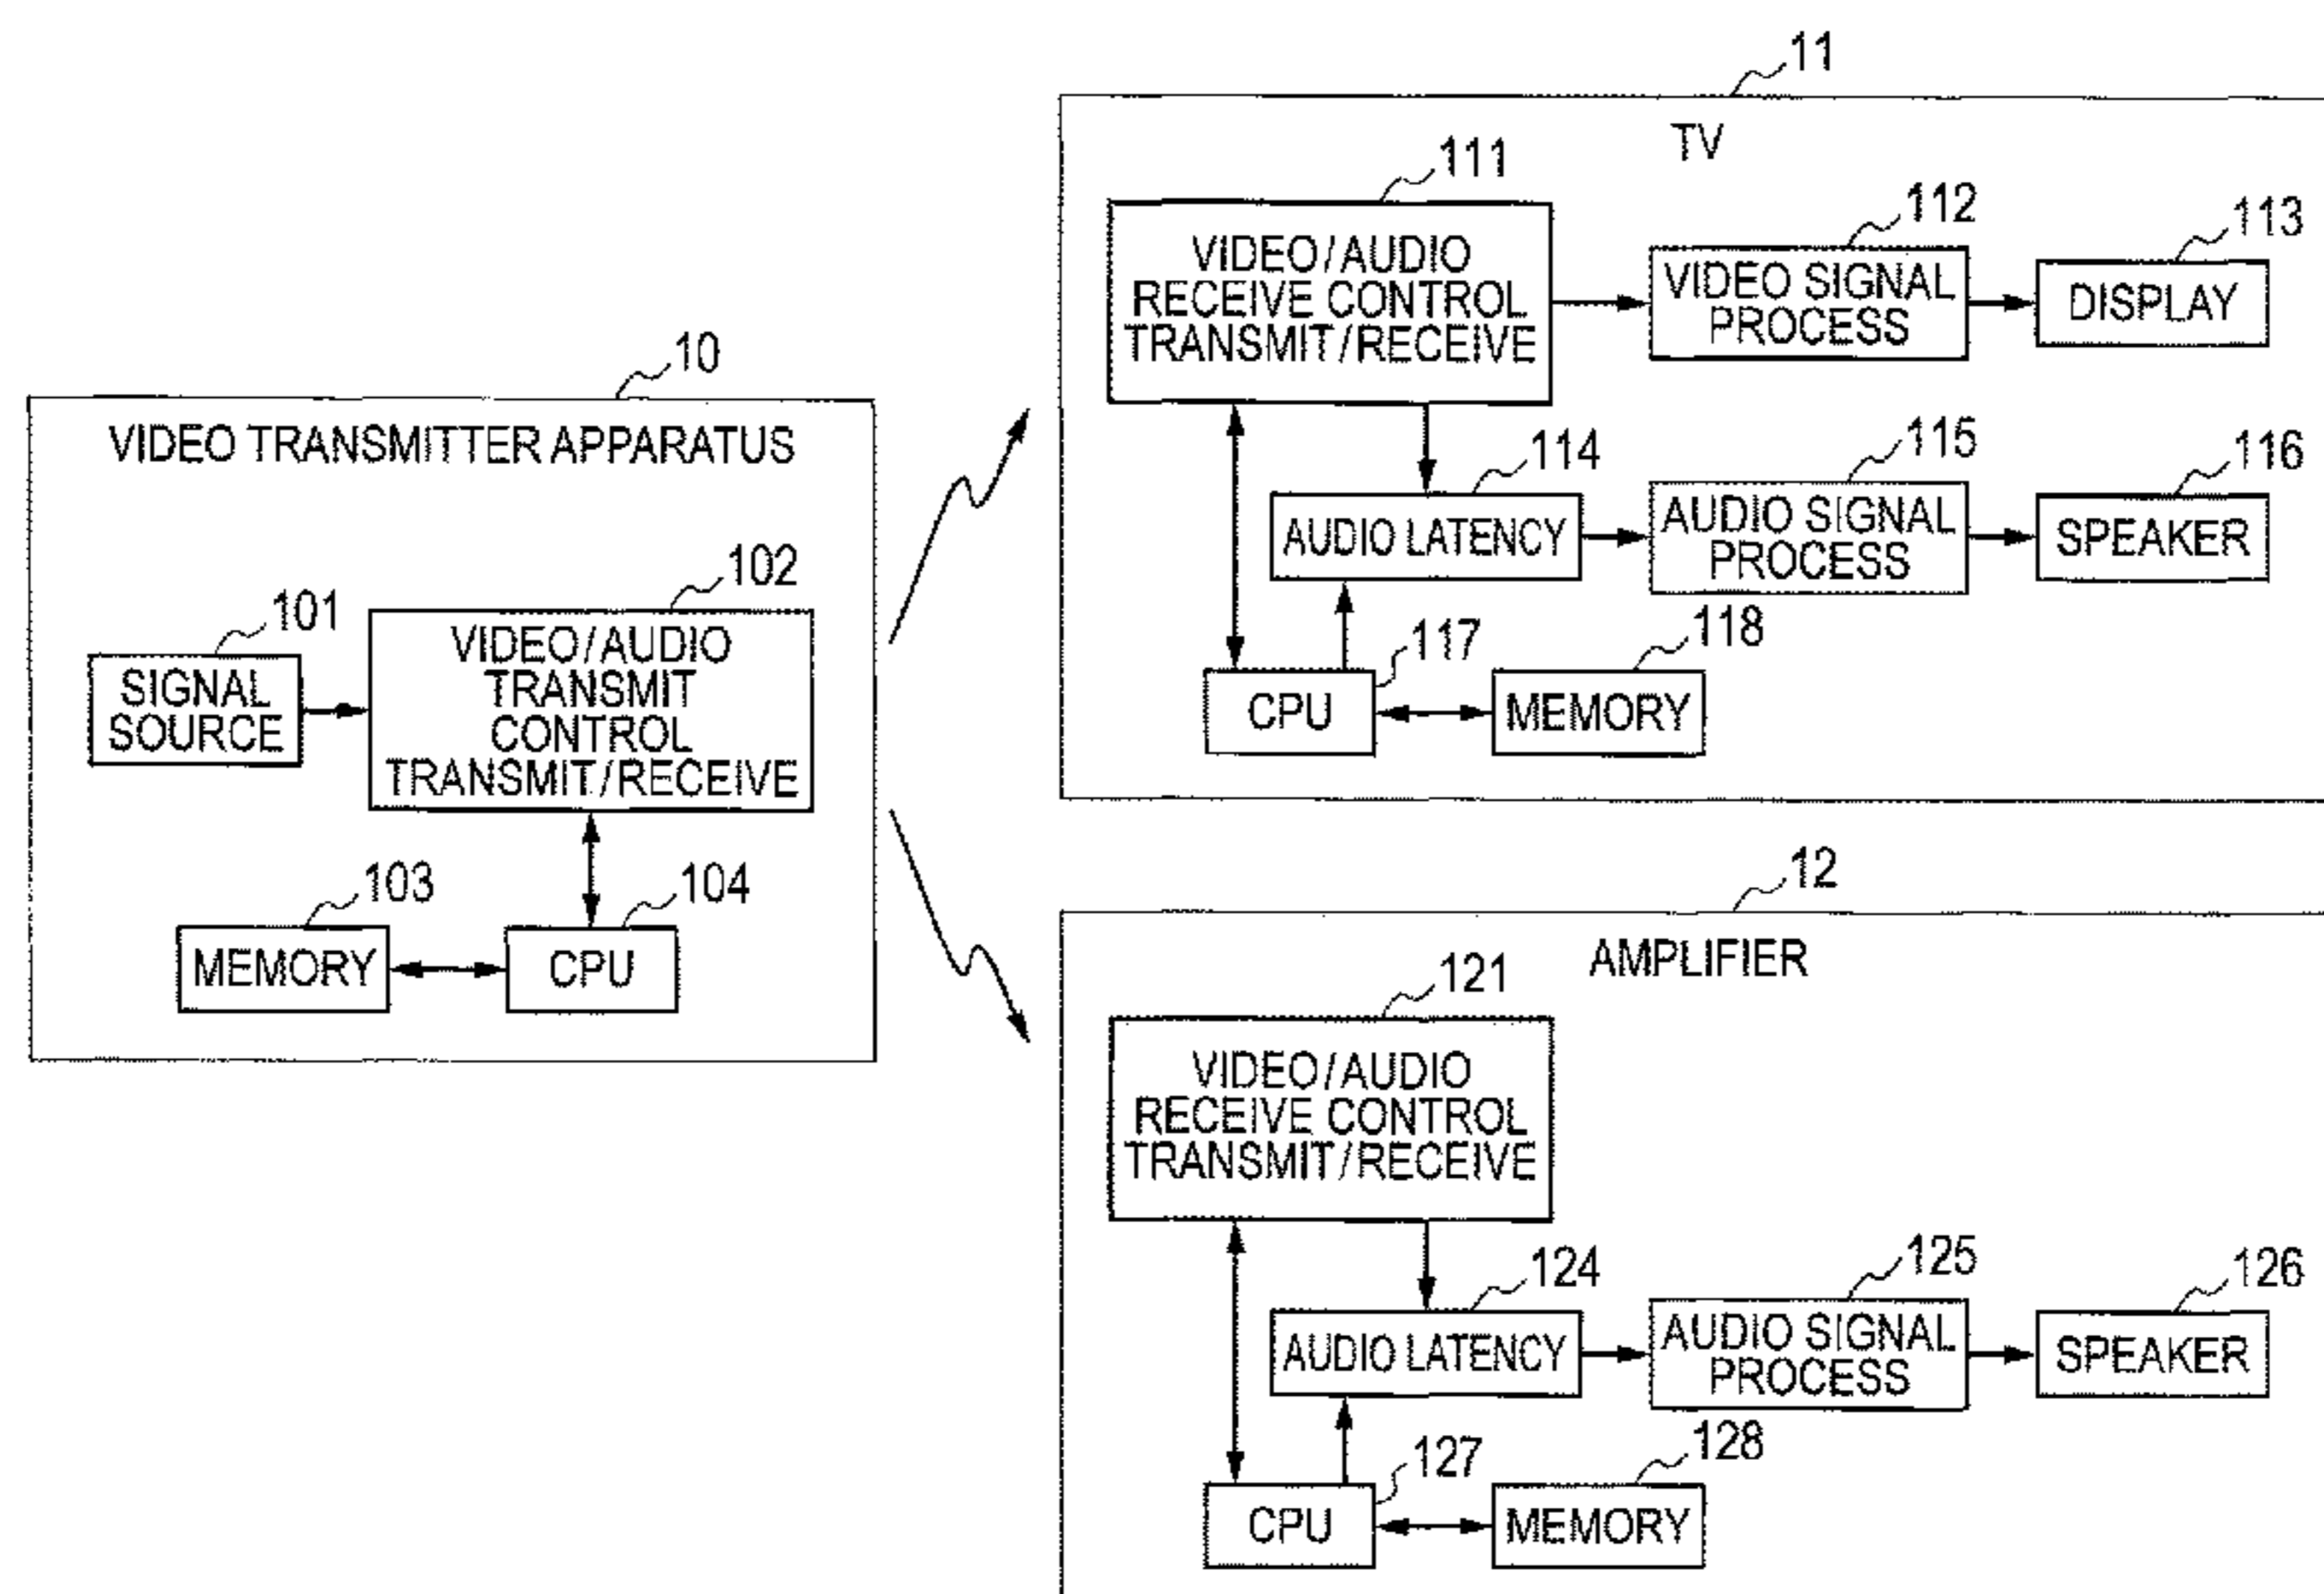 10
VIDEO TRANSMITTER APPARATUS
101
SIGNAL
SOURCE
102
VIDEO/AUDIO
TRANSMIT
CONTROL
TRANSMIT/RECEIVE
103
MEMORY
104
CPU
11
TV
111
VIDEO/AUDIO
RECEIVE CONTROL
TRANSMIT/RECEIVE
112
VIDEO SIGNAL
PROCESS
113
DISPLAY
114
AUDIO LATENCY
115
AUDIO SIGNAL
PROCESS
116
SPEAKER
117
CPU
118
MEMORY
12
AMPLIFIER
121
VIDEO/AUDIO
RECEIVE CONTROL
TRANSMIT/RECEIVE
124
AUDIO LATENCY
125
AUDIO SIGNAL
PROCESS
126
SPEAKER
127
CPU
128
MEMORY